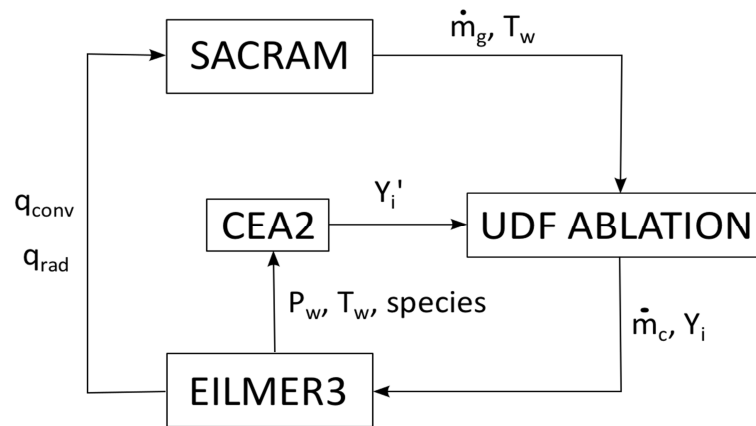 ṁg, Tw
SACRAM
qconv
qrad
Yi'
CEA2
UDF ABLATION
Pw, Tw, species
ṁc, Yi
EILMER3